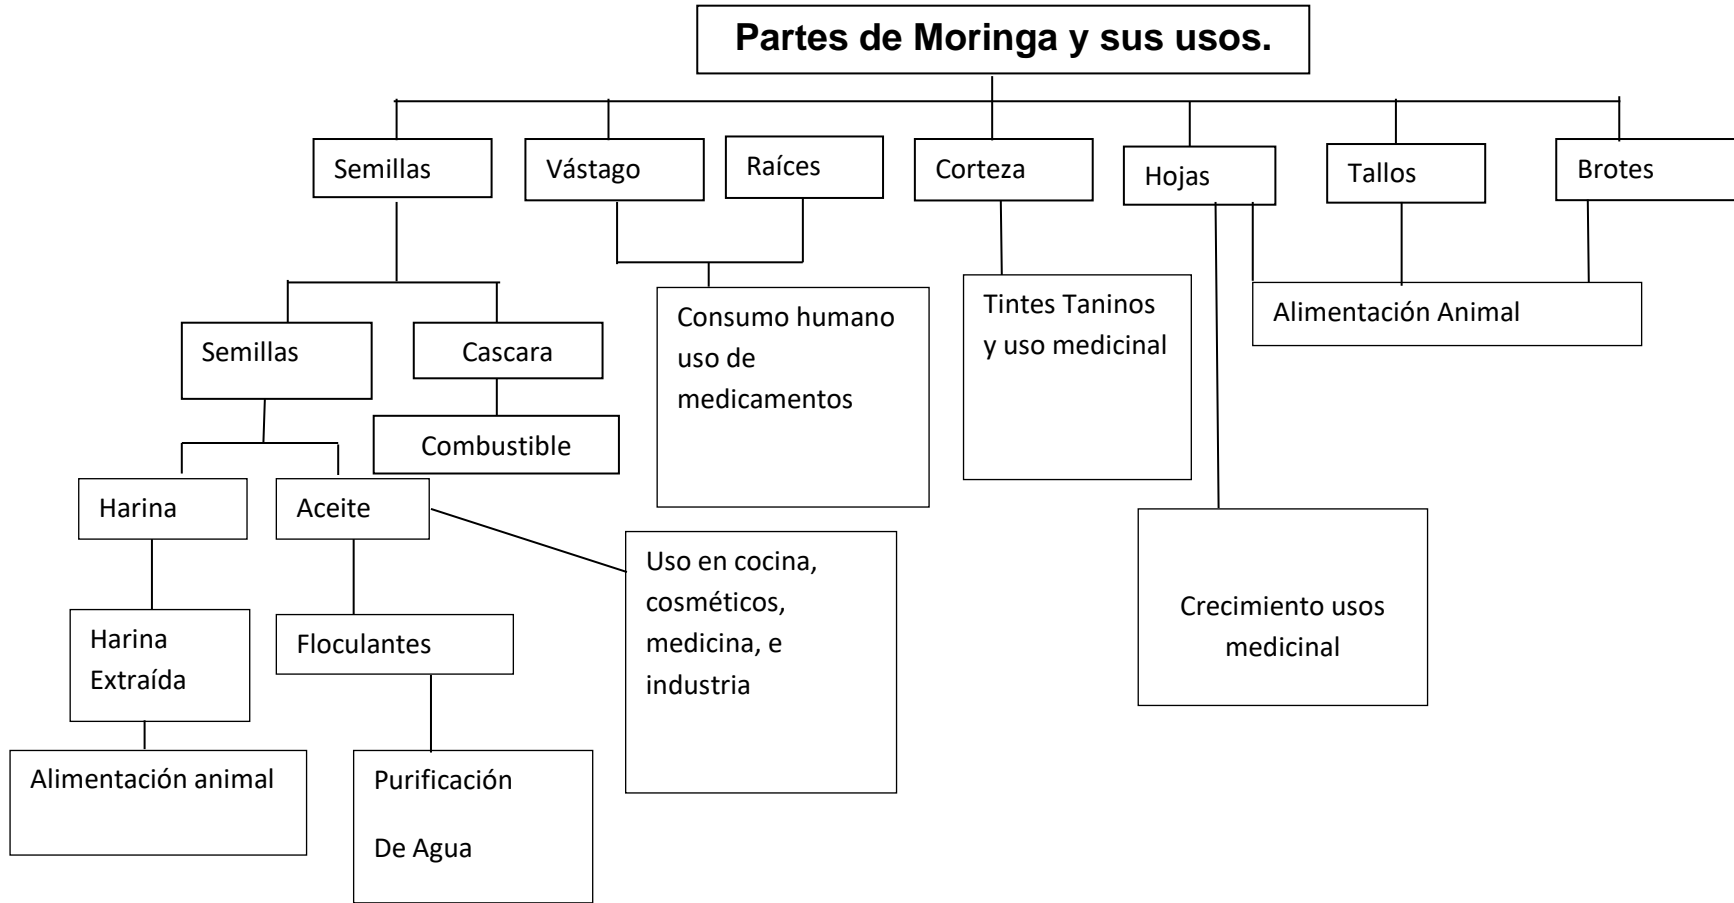 Partes de Moringa y sus usos.
Semillas
Vástago
Raíces
Corteza
Hojas
Tallos
Brotes
Semillas
Cascara
Consumo humano
uso de
medicamentos
Tintes Taninos
y uso medicinal
Alimentación Animal
Combustible
Harina
Aceite
Uso en cocina,
cosméticos,
medicina, e
industria
Crecimiento usos
medicinal
Harina
Extraída
Floculantes
Alimentación animal
Purificación
De Agua